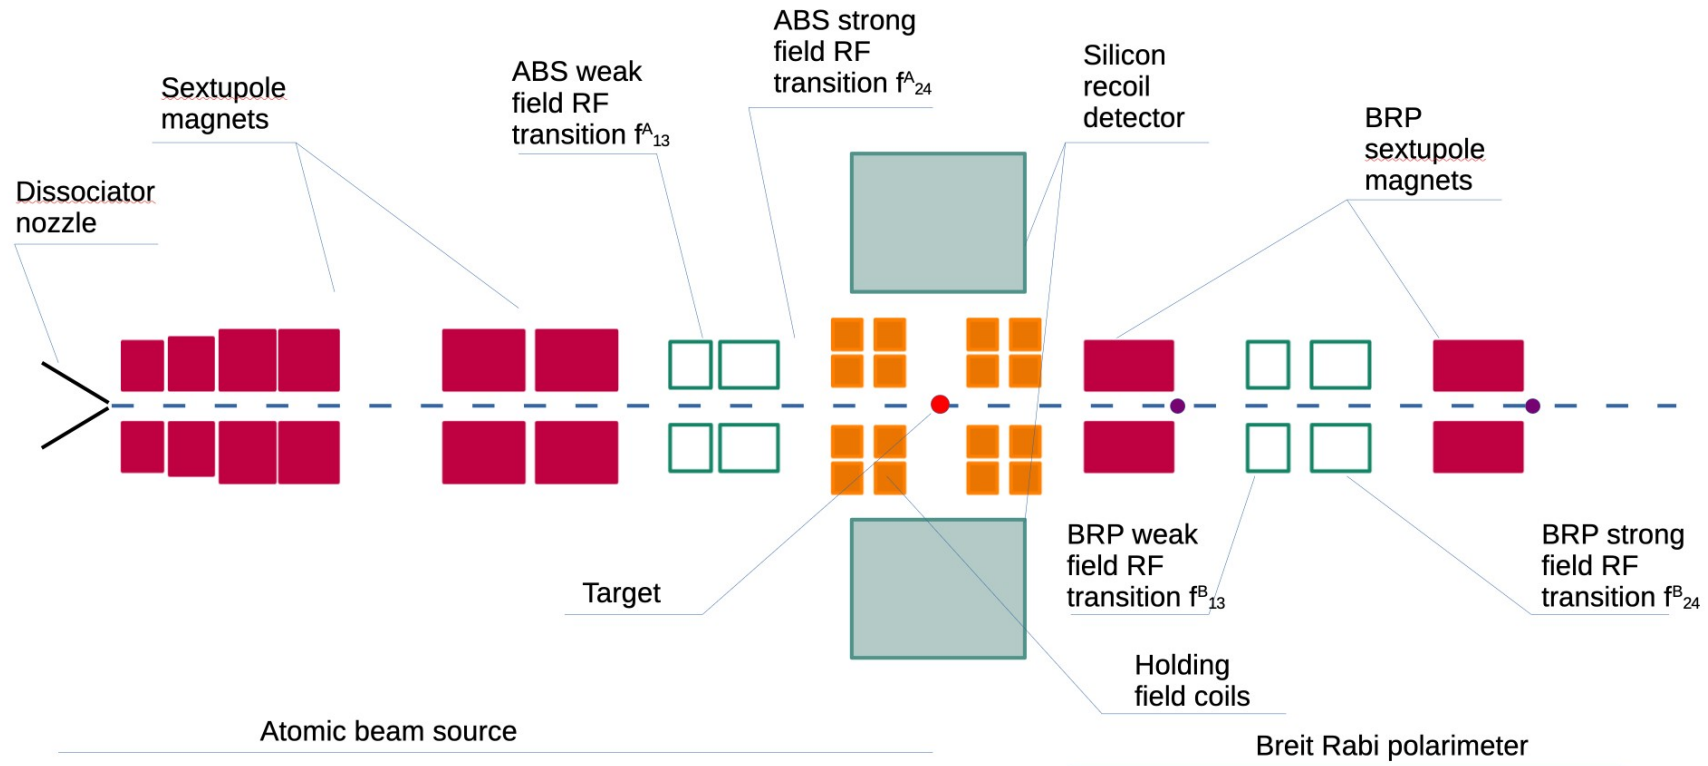 Dissociator
nozzle
Sextupole
magnets
ABS weak
field RF
transition fᴬ₁₃
ABS strong
field RF
transition fᴬ₂₄
Silicon
recoil
detector
BRP
sextupole
magnets
Target
BRP weak
field RF
transition fᴮ₁₃
BRP strong
field RF
transition fᴮ₂₄
Holding
field coils
Atomic beam source
Breit Rabi polarimeter